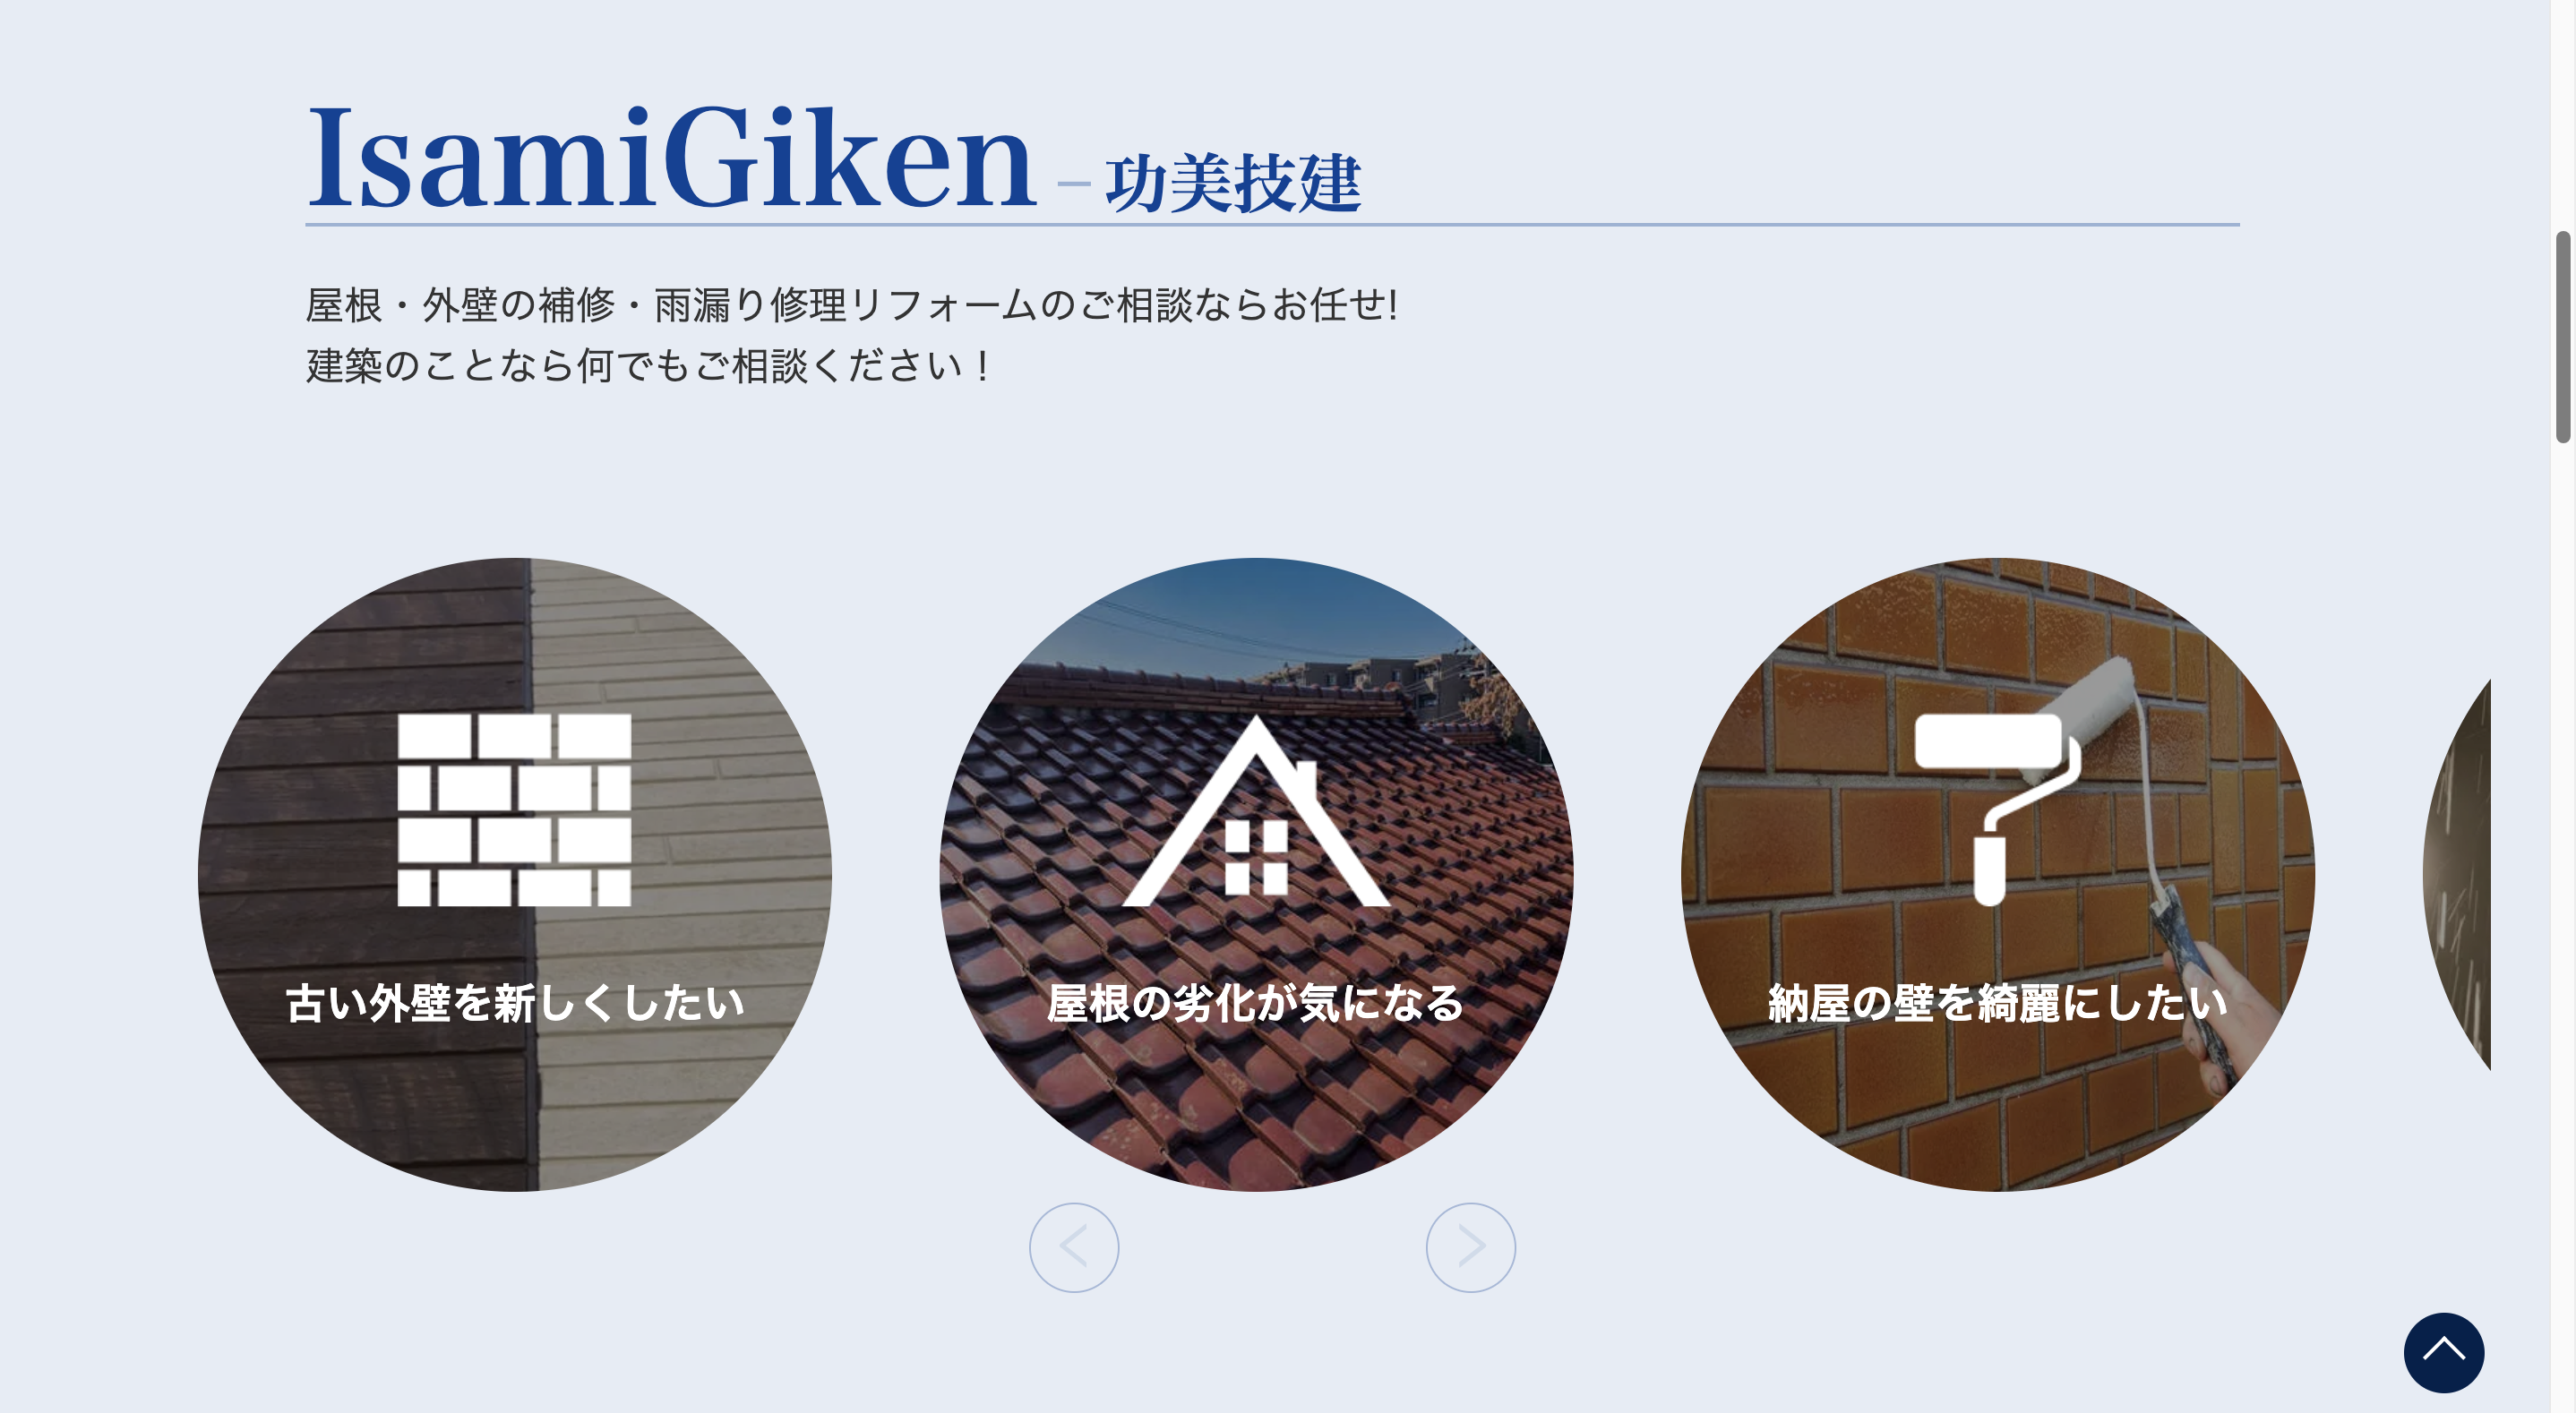 IsamiGiken – 功美技建
屋根・外壁の補修・雨漏り修理リフォームのご相談ならお任せ!
建築のことなら何でもご相談ください！
古い外壁を新しくしたい
屋根の劣化が気になる
納屋の壁を綺麗にしたい